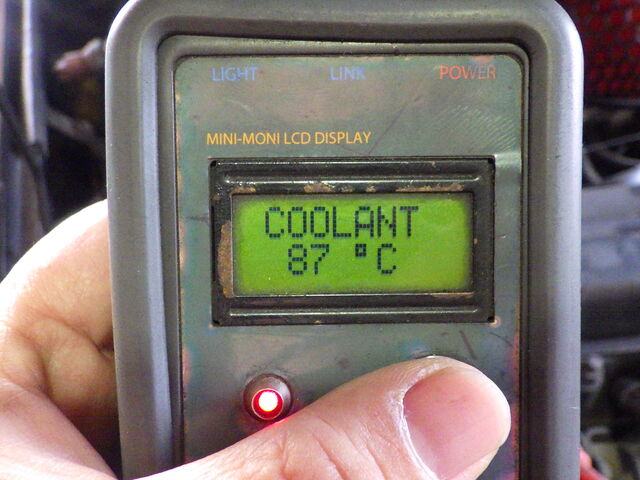 LIGHT LINK POWER
MINI-MONI LCD DISPLAY
COOLANT
87 °C